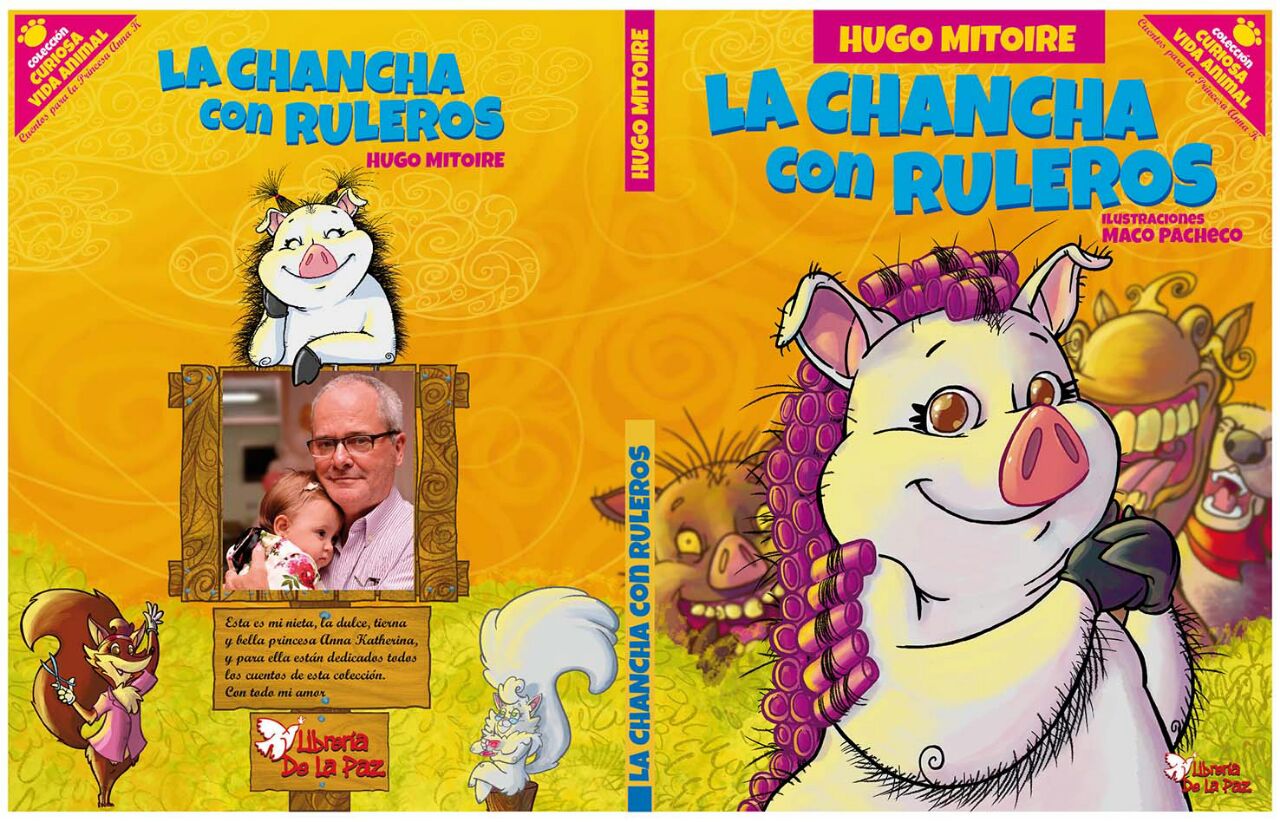 COLECCIÓN
CURIOSA
VIDA ANIMAL
Cuentos para la Princesa Anna K
LA CHANCHA
con RULEROS
HUGO MITOIRE
Esta es mi nieta, la dulce, tierna
y bella princesa Anna Katherina,
y para ella están dedicados todos
los cuentos de esta colección.
Con todo mi amor
Librería
De La Paz
HUGO MITOIRE
LA CHANCHA CON RULEROS
HUGO MITOIRE
COLECCIÓN
CURIOSA
VIDA ANIMAL
Cuentos para la Princesa Anna K
LA CHANCHA
con RULEROS
ILUSTRACIONES
MACO PACHECO
Librería
De La Paz